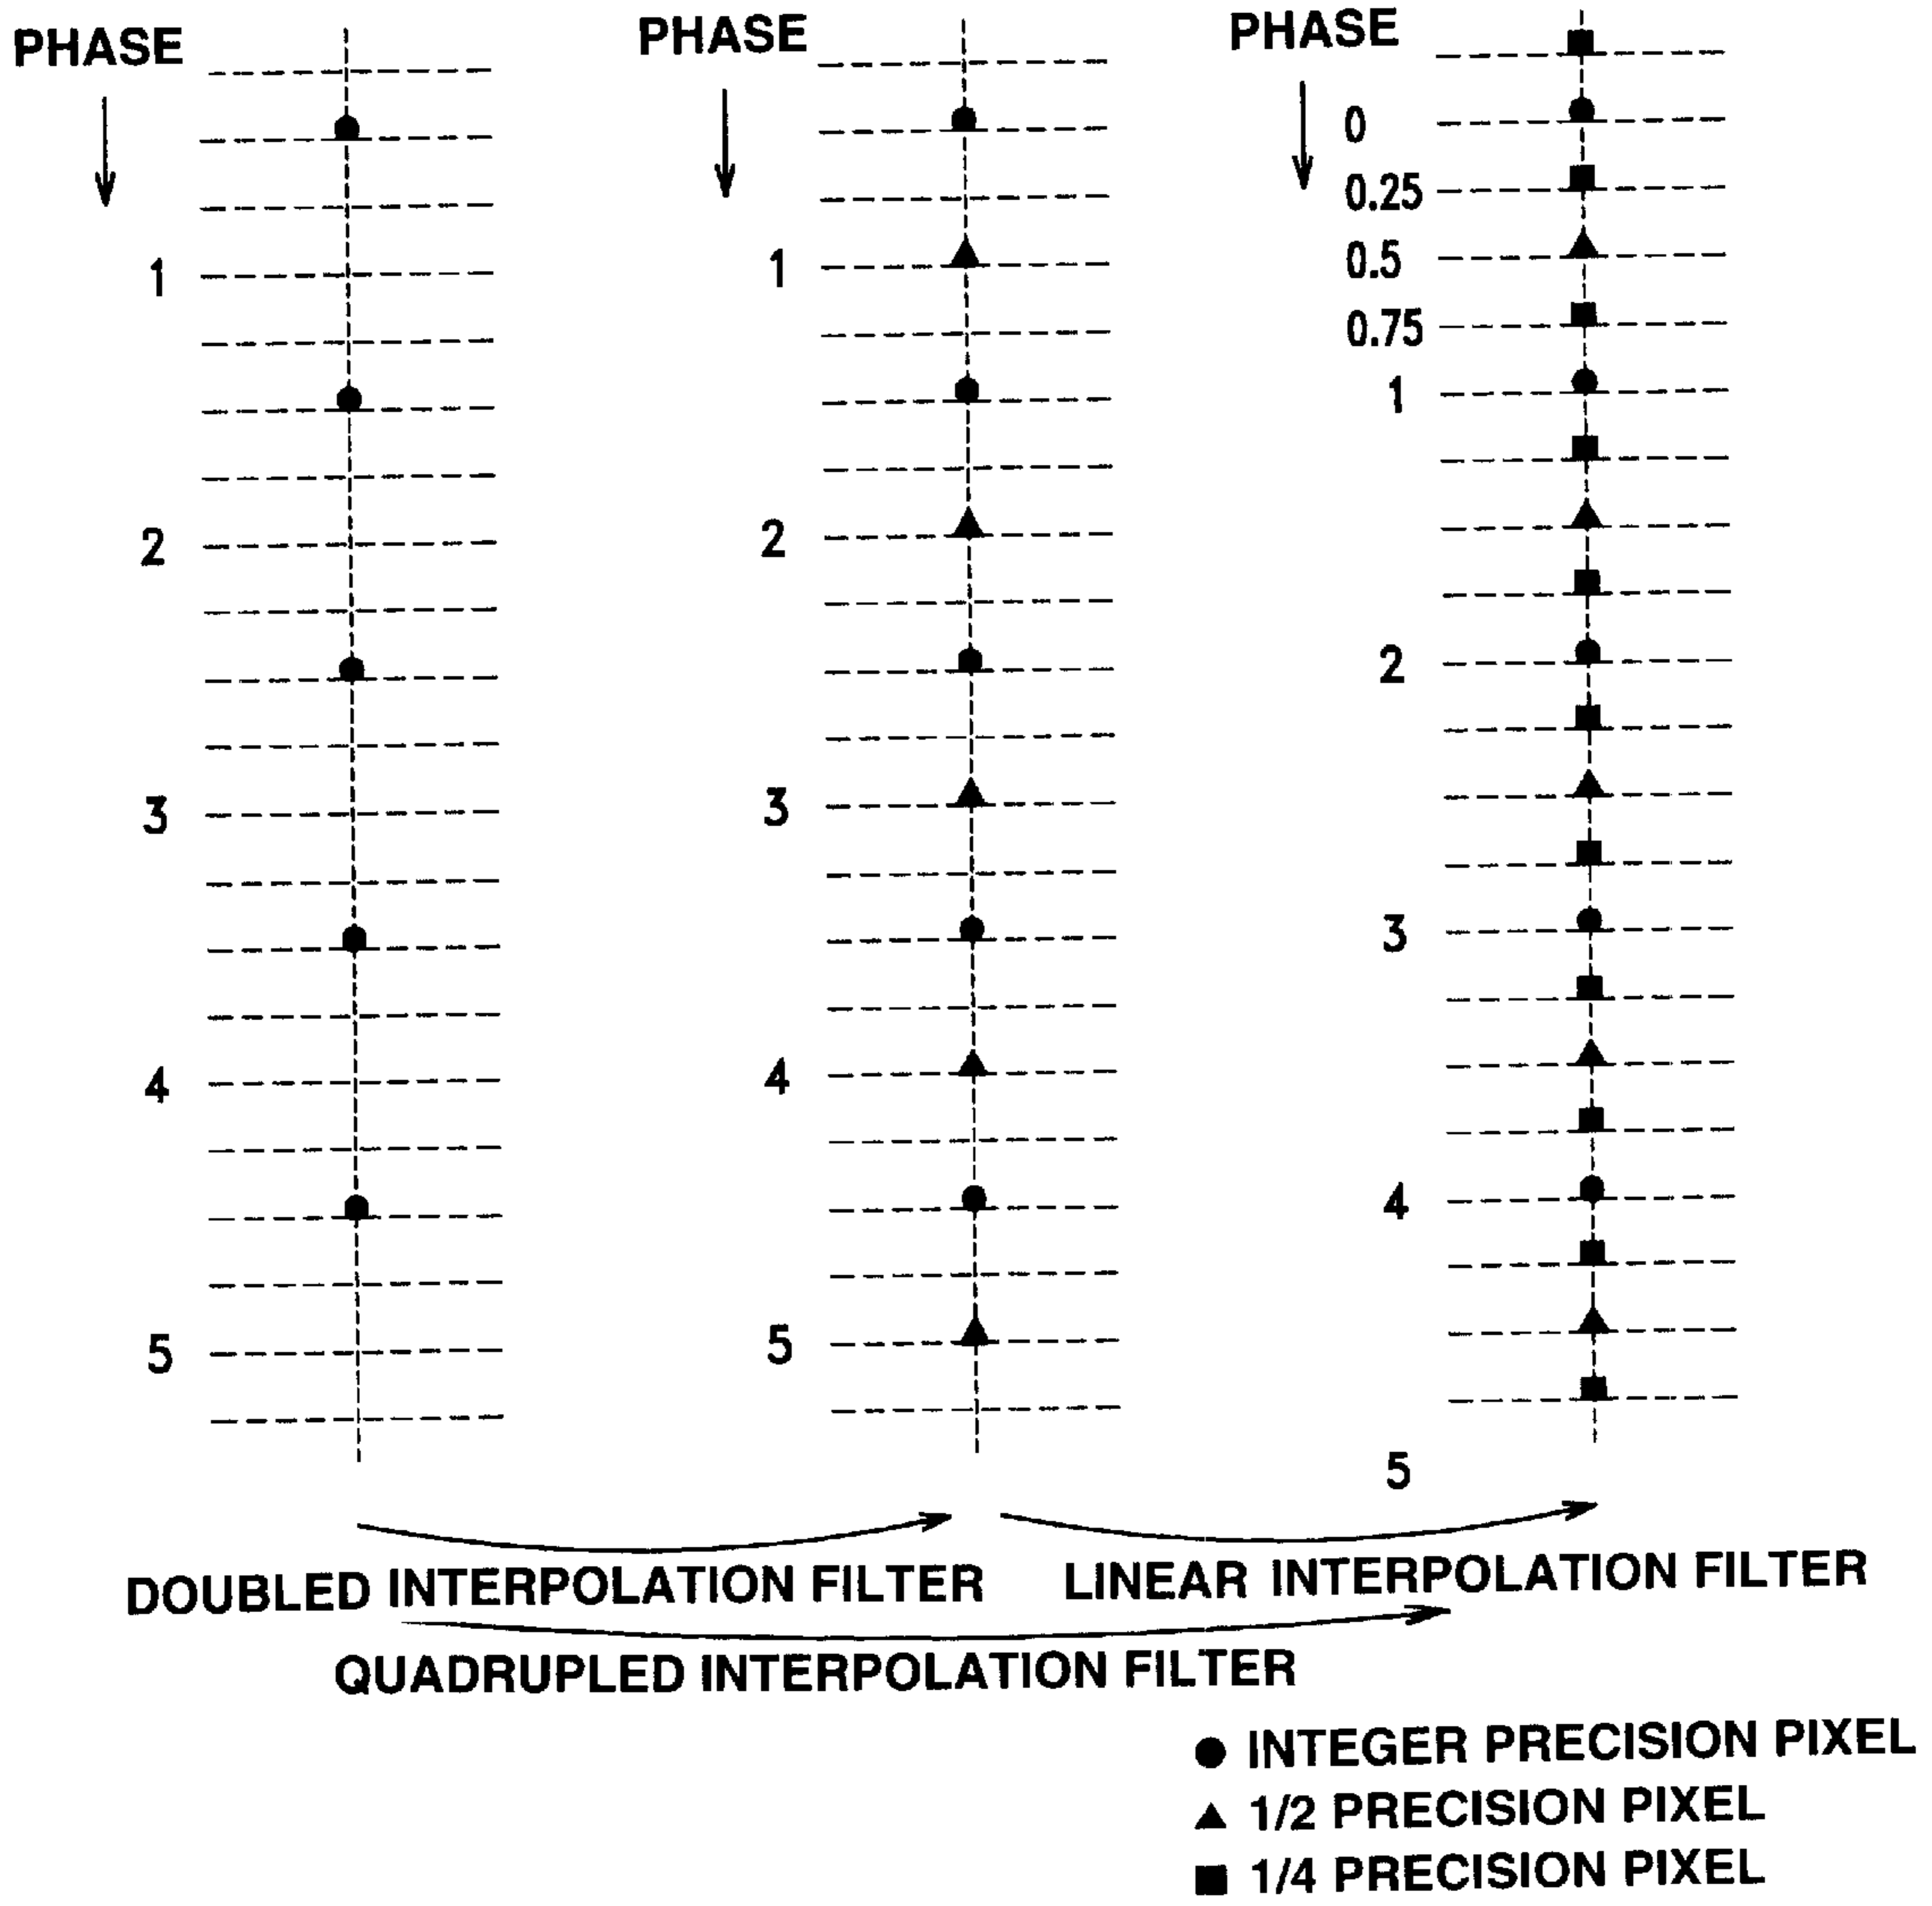 PHASE
1
2
3
4
5
PHASE
1
2
3
4
5
PHASE
0
0.25
0.5
0.75
1
2
3
4
5
DOUBLED INTERPOLATION FILTER
LINEAR INTERPOLATION FILTER
QUADRUPLED INTERPOLATION FILTER
INTEGER PRECISION PIXEL
1/2 PRECISION PIXEL
1/4 PRECISION PIXEL